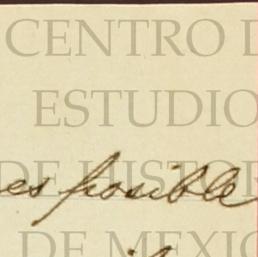 CENTRO D
ESTUDIO
es posible
DE HISTOR
DE MEXIC